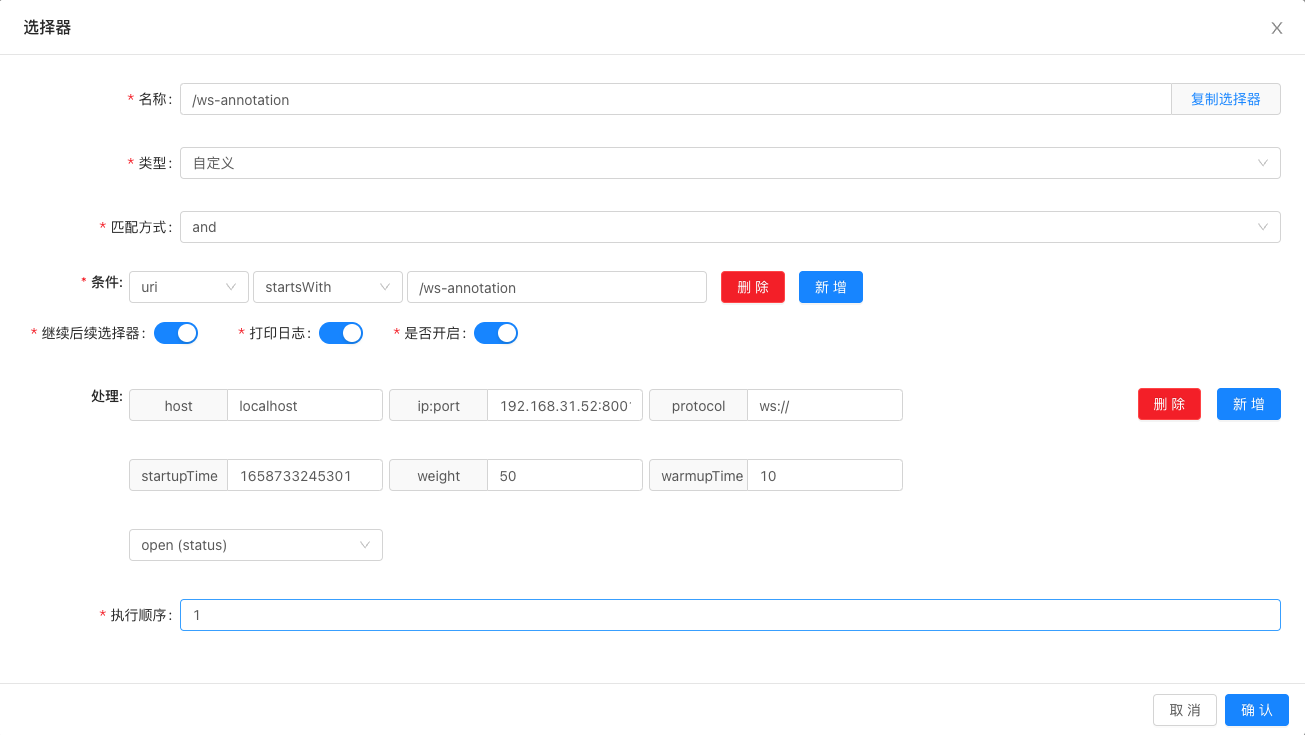 选择器
* 名称: /ws-annotation 复制选择器
* 类型: 自定义
* 匹配方式: and
* 条件: uri startsWith /ws-annotation 删 除 新 增
* 继续后续选择器: * 打印日志: * 是否开启:
处理: host localhost ip:port 192.168.31.52:800 protocol ws:// 删 除 新 增
startupTime 1658733245301 weight 50 warmupTime 10
open (status)
* 执行顺序: 1
取 消 确 认